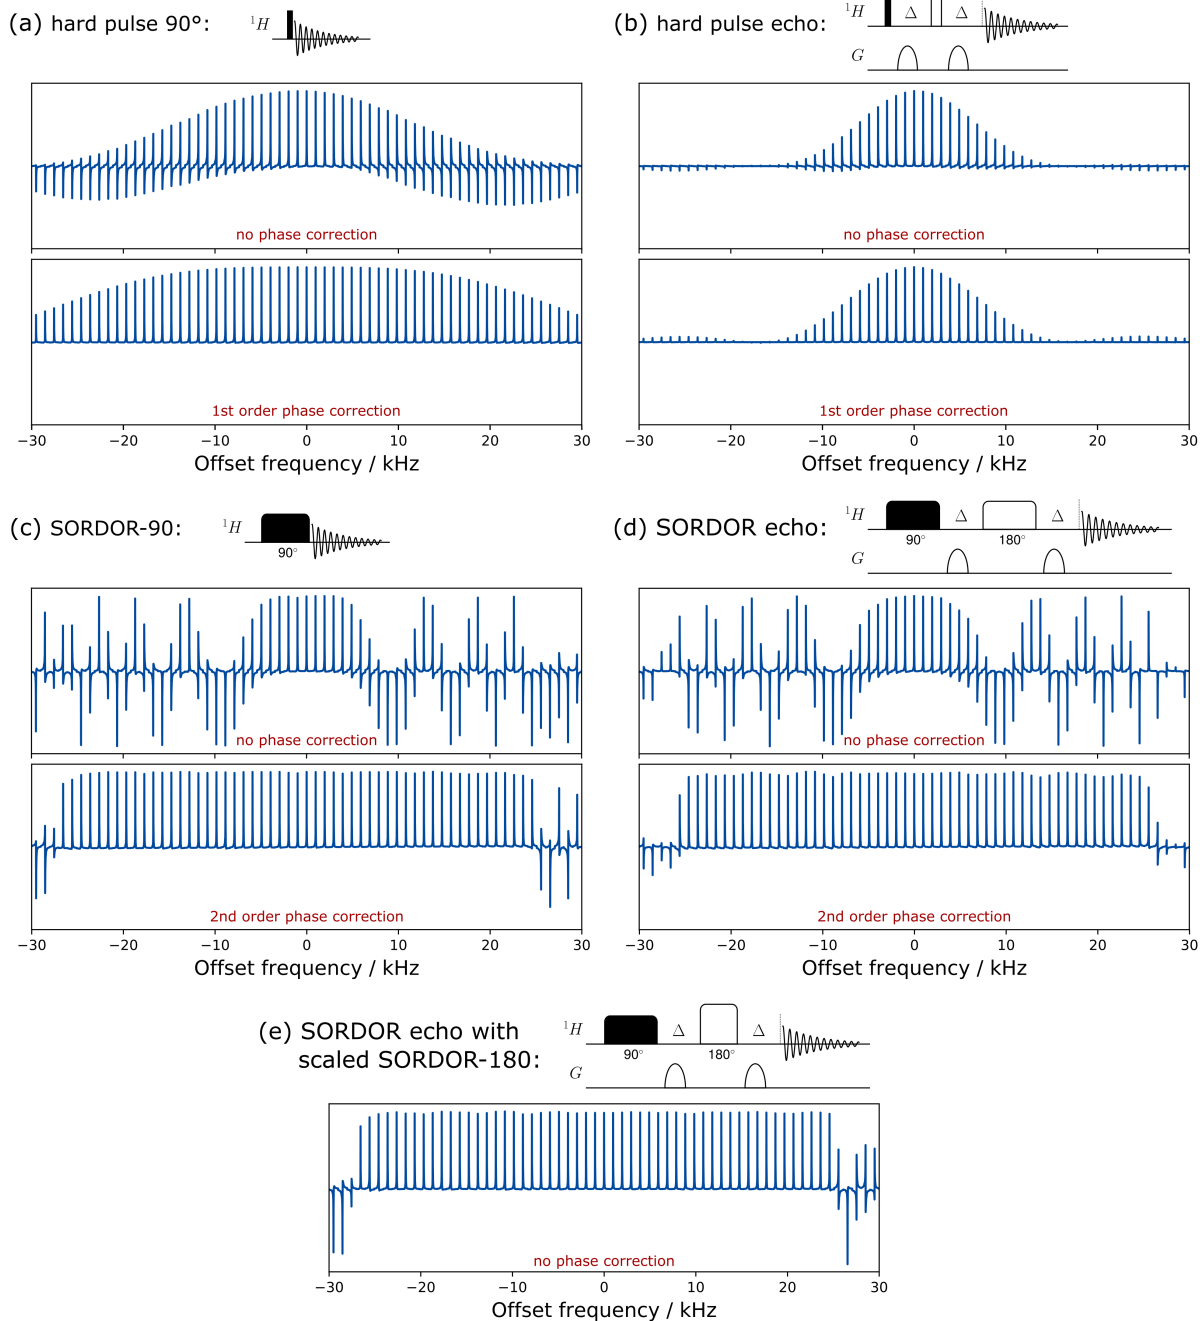 (a) hard pulse 90°:
¹H
no phase correction
1st order phase correction
−30 −20 −10 0 10 20 30
Offset frequency / kHz
(b) hard pulse echo:
¹H Δ Δ
G
no phase correction
1st order phase correction
−30 −20 −10 0 10 20 30
Offset frequency / kHz
(c) SORDOR-90:
¹H
90°
no phase correction
2nd order phase correction
−30 −20 −10 0 10 20 30
Offset frequency / kHz
(d) SORDOR echo:
¹H Δ Δ
90° 180°
G
no phase correction
2nd order phase correction
−30 −20 −10 0 10 20 30
Offset frequency / kHz
(e) SORDOR echo with
scaled SORDOR-180:
¹H Δ Δ
90° 180°
G
no phase correction
−30 −20 −10 0 10 20 30
Offset frequency / kHz